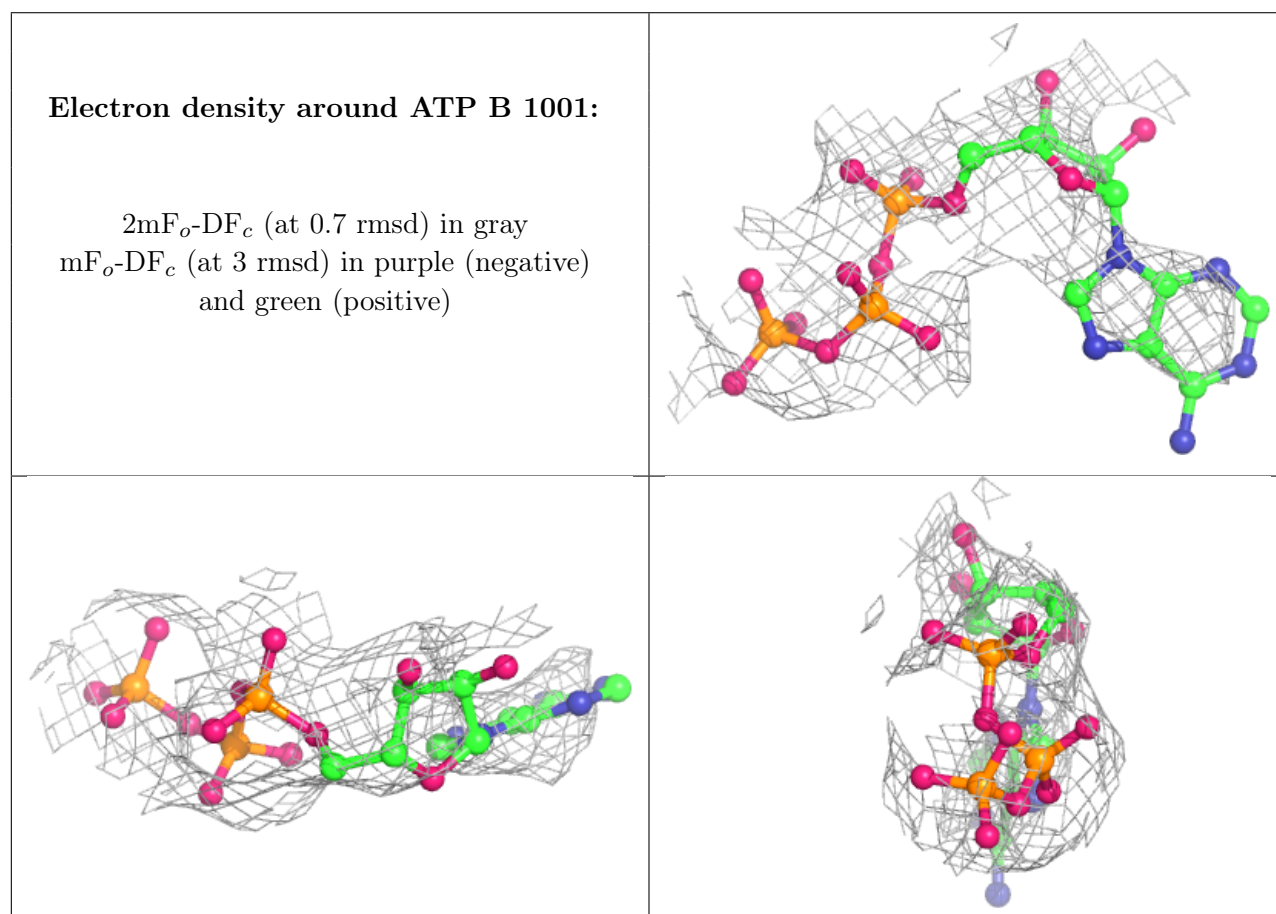 Electron density around ATP B 1001:
2mFo-DFc (at 0.7 rmsd) in gray
mFo-DFc (at 3 rmsd) in purple (negative)
and green (positive)